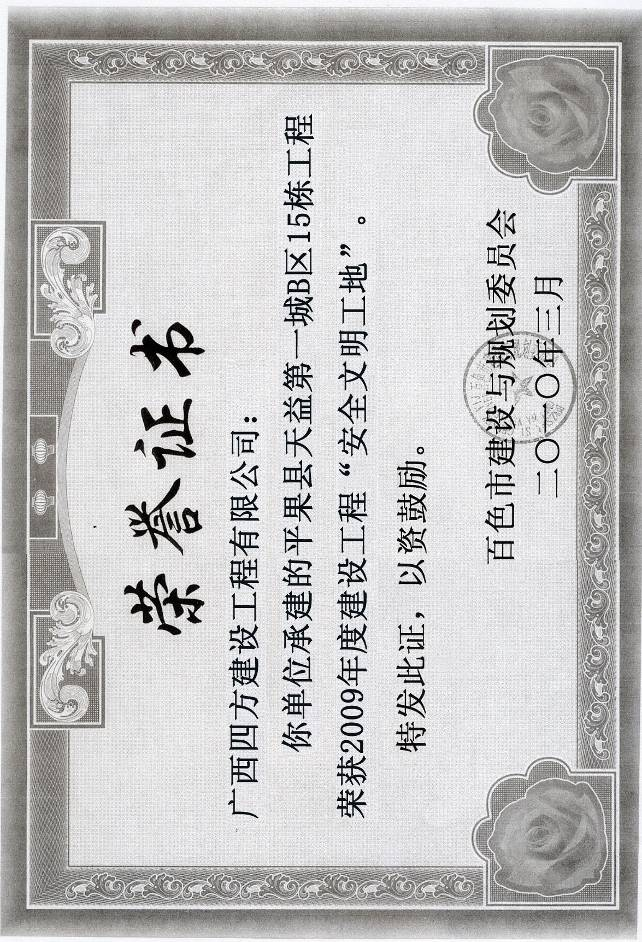 荣誉证书
广西四方建设工程有限公司：
你单位承建的平果县天益第一城B区15栋工程
荣获2009年度建设工程“安全文明工地”。
特发此证，以资鼓励。
百色市建设与规划委员会
二〇一〇年三月